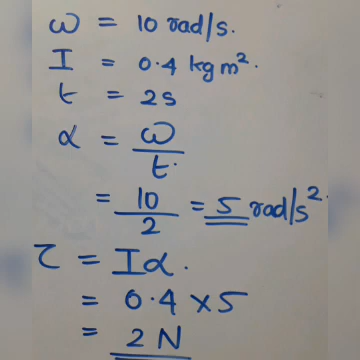 ω = 10 rad/s.
I = 0.4 kg m².
t = 2s
α = ω/t.
= 10/2 = 5 rad/s²
τ = Iα.
= 0.4 × 5
= 2 N